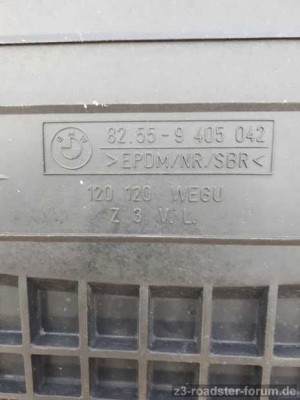 82.55-9 405 042
>EPDM/NR/SBR<
120 120 WEGU
Z 3 V.L.
z3-roadster-forum.de